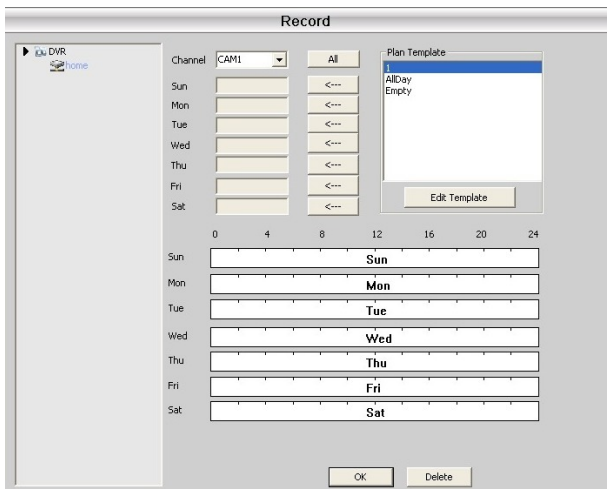 Record
DVR
home
Channel CAM1 All
Sun <---
Mon <---
Tue <---
Wed <---
Thu <---
Fri <---
Sat <---
Plan Template
1
AllDay
Empty
Edit Template
0 4 8 12 16 20 24
Sun Sun
Mon Mon
Tue Tue
Wed Wed
Thu Thu
Fri Fri
Sat Sat
OK Delete